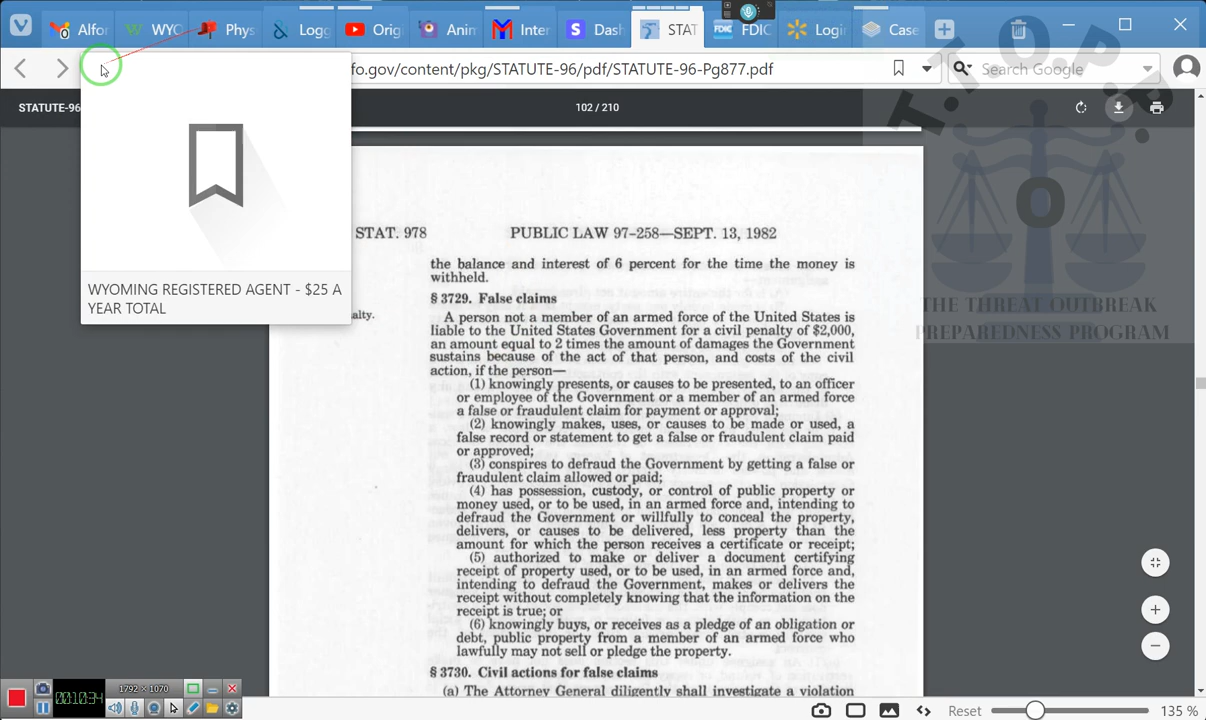 Alfor
WYO
Phys
Logg
Orig
Anin
Inter
Dash
STAT
FDIC
FDIC
Login
Case
fo.gov/content/pkg/STATUTE-96/pdf/STATUTE-96-Pg877.pdf
Search Google
STATUTE-96
102 / 210
T.T.O.P.P.
O
THE THREAT OUTBREAK
PREPAREDNESS PROGRAM
WYOMING REGISTERED AGENT - $25 A
YEAR TOTAL
STAT. 978
PUBLIC LAW 97–258—SEPT. 13, 1982
the balance and interest of 6 percent for the time the money is
withheld.
§ 3729. False claims
alty.
A person not a member of an armed force of the United States is
liable to the United States Government for a civil penalty of $2,000,
an amount equal to 2 times the amount of damages the Government
sustains because of the act of that person, and costs of the civil
action, if the person—
(1) knowingly presents, or causes to be presented, to an officer
or employee of the Government or a member of an armed force
a false or fraudulent claim for payment or approval;
(2) knowingly makes, uses, or causes to be made or used, a
false record or statement to get a false or fraudulent claim paid
or approved;
(3) conspires to defraud the Government by getting a false or
fraudulent claim allowed or paid;
(4) has possession, custody, or control of public property or
money used, or to be used, in an armed force and, intending to
defraud the Government or willfully to conceal the property,
delivers, or causes to be delivered, less property than the
amount for which the person receives a certificate or receipt;
(5) authorized to make or deliver a document certifying
receipt of property used, or to be used, in an armed force and,
intending to defraud the Government, makes or delivers the
receipt without completely knowing that the information on the
receipt is true; or
(6) knowingly buys, or receives as a pledge of an obligation or
debt, public property from a member of an armed force who
lawfully may not sell or pledge the property.
§ 3730. Civil actions for false claims
(a) The Attorney General diligently shall investigate a violation
1792 × 1070
Reset
135 %